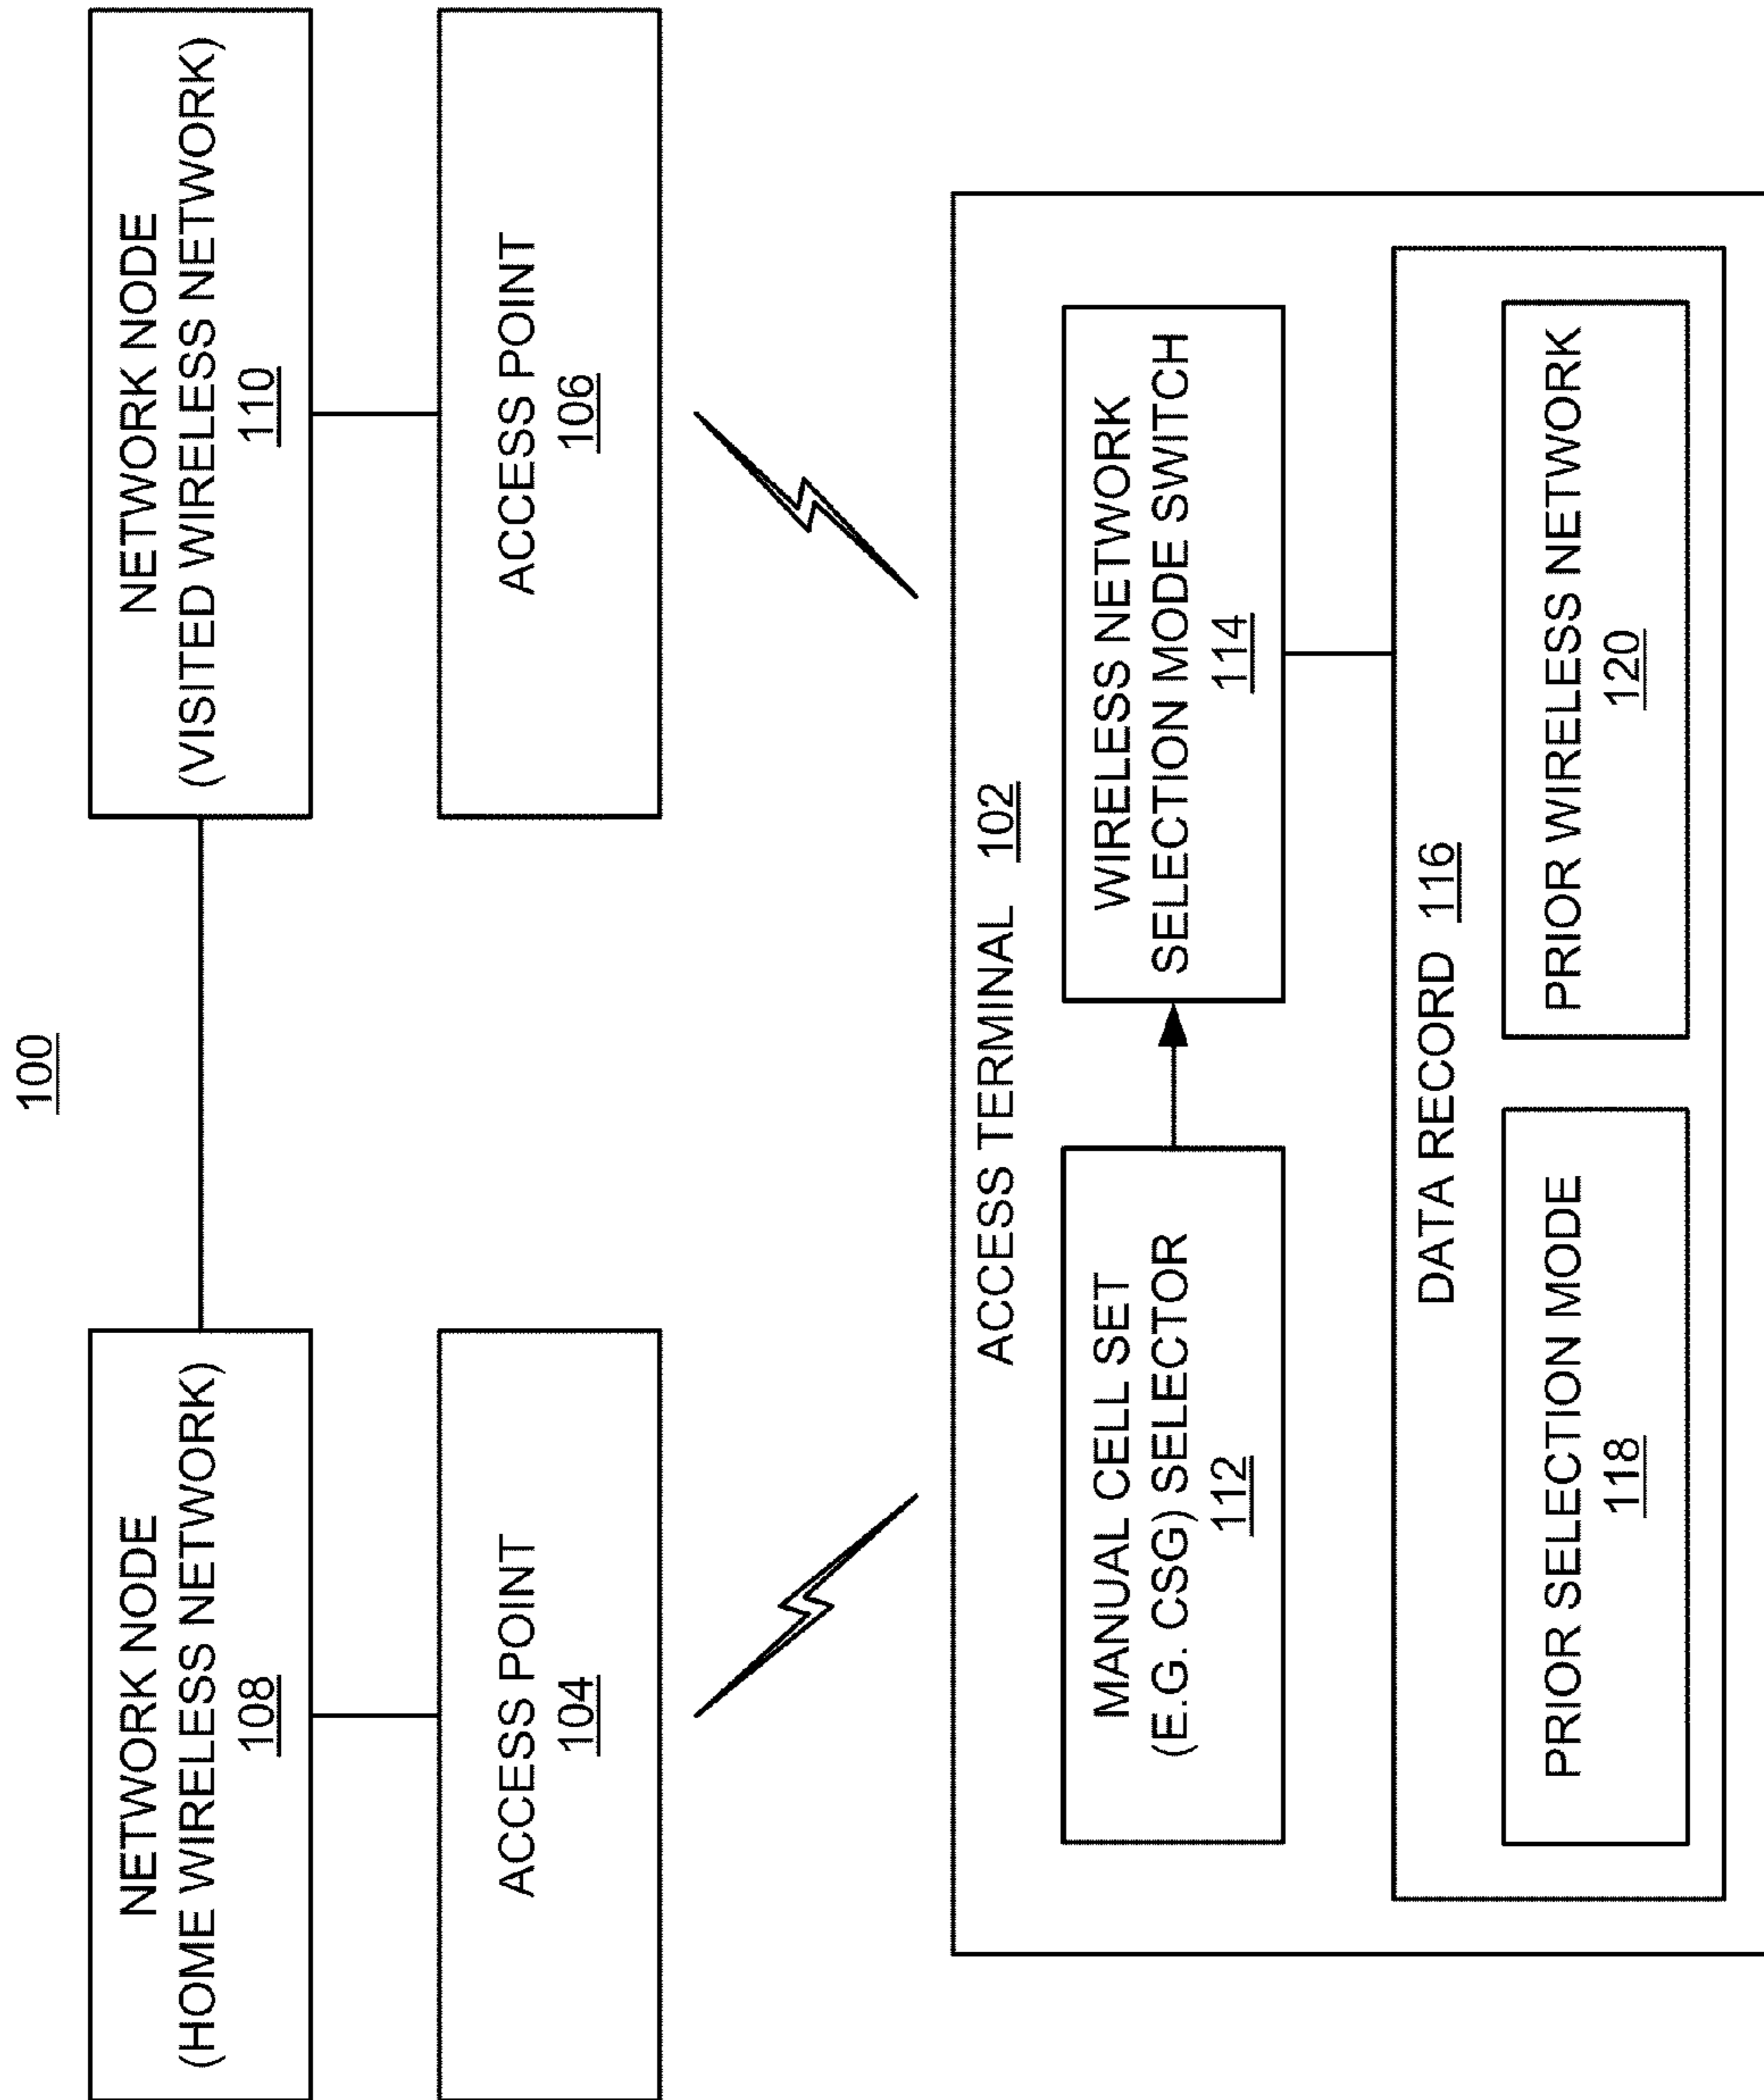 100
NETWORK NODE
(HOME WIRELESS NETWORK)
108
NETWORK NODE
(VISITED WIRELESS NETWORK)
110
ACCESS POINT
104
ACCESS POINT
106
ACCESS TERMINAL 102
MANUAL CELL SET
(E.G. CSG) SELECTOR
112
WIRELESS NETWORK
SELECTION MODE SWITCH
114
DATA RECORD 116
PRIOR SELECTION MODE
118
PRIOR WIRELESS NETWORK
120